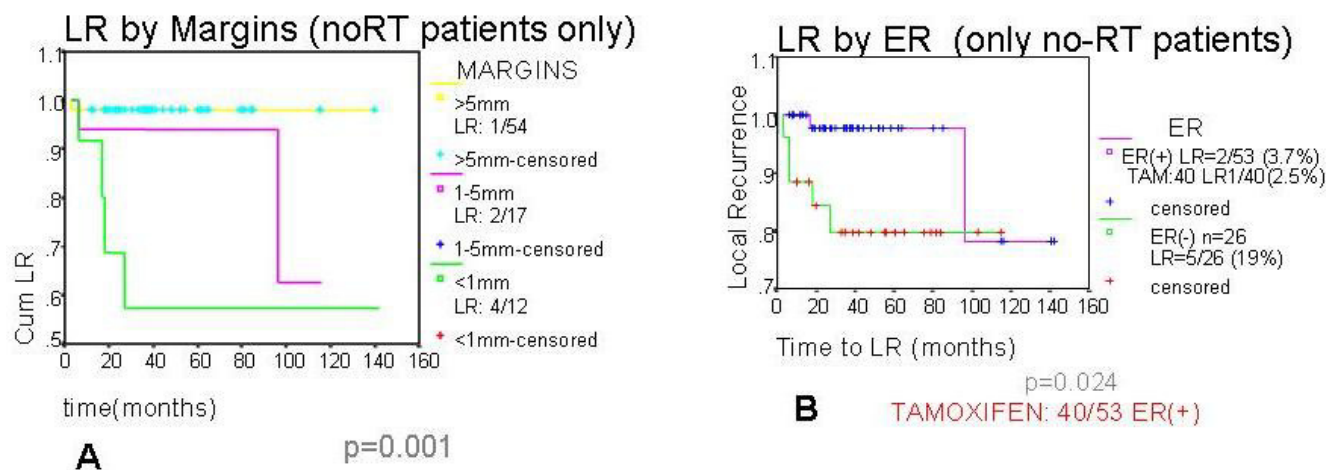 LR by Margins (noRT patients only)
1.1
1.0
.9
.8
.7
.6
.5
Cum LR
0 20 40 60 80 100 120 140 160
time(months)
MARGINS
>5mm
LR: 1/54
>5mm-censored
1-5mm
LR: 2/17
1-5mm-censored
<1mm
LR: 4/12
<1mm-censored
A
p=0.001
LR by ER (only no-RT patients)
1.1
1.0
.9
.8
.7
Local Recurrence
0 20 40 60 80 100 120 140 160
Time to LR (months)
ER
ER(+) LR=2/53 (3.7%)
TAM:40 LR1/40(2.5%)
censored
ER(-) n=26
LR=5/26 (19%)
censored
p=0.024
B
TAMOXIFEN: 40/53 ER(+)